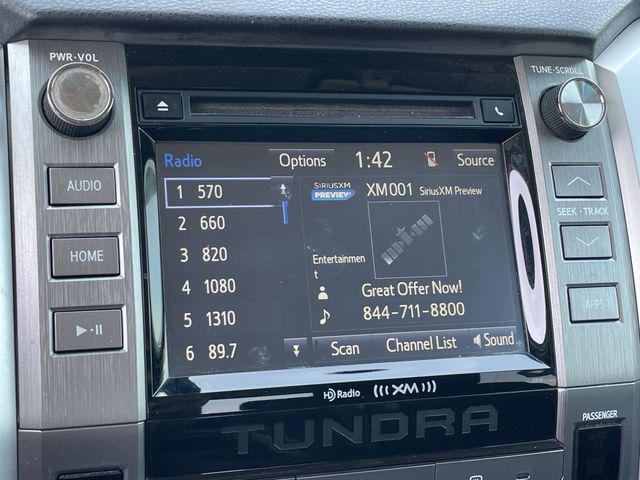 PWR·VOL
TUNE·SCROLL
AUDIO
HOME
SEEK·TRACK
APPS
Radio
Options
1:42
Source
1 570
2 660
3 820
4 1080
5 1310
6 89.7
SIRIUSXM
PREVIEW
XM001 SiriusXM Preview
Entertainmen
t
Great Offer Now!
844-711-8800
Scan
Channel List
Sound
HD Radio
((( XM )))
TUNDRA
PASSENGER